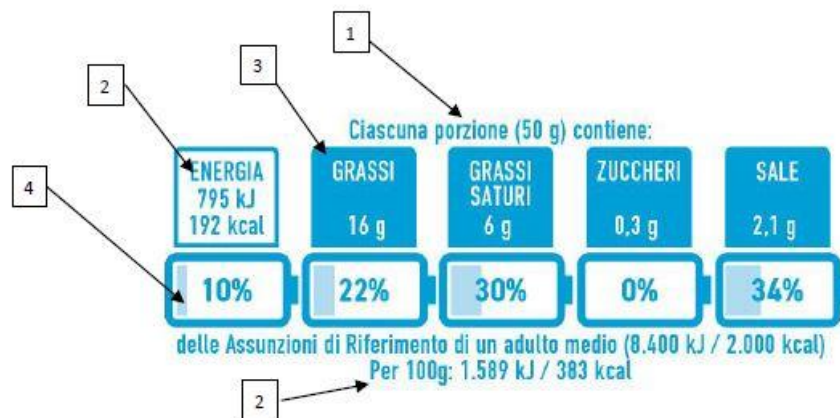 1
3
2
Ciascuna porzione (50 g) contiene:
4
ENERGIA
795 kJ
192 kcal
GRASSI
16 g
GRASSI
SATURI
6 g
ZUCCHERI
0,3 g
SALE
2,1 g
10%
22%
30%
0%
34%
delle Assunzioni di Riferimento di un adulto medio (8.400 kJ / 2.000 kcal)
Per 100g: 1.589 kJ / 383 kcal
2